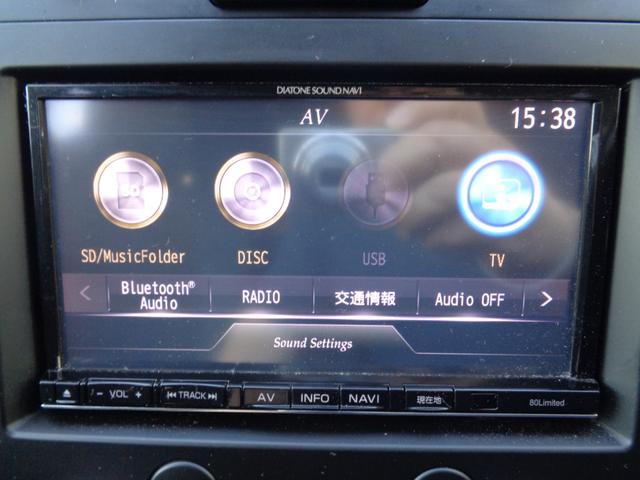 DIATONE SOUND.NAVI
AV 15:38
SD/MusicFolder DISC USB TV
Bluetooth® Audio RADIO 交通情報 Audio OFF
Sound Settings
- VOL + TRACK AV INFO NAVI 現在地
80Limited